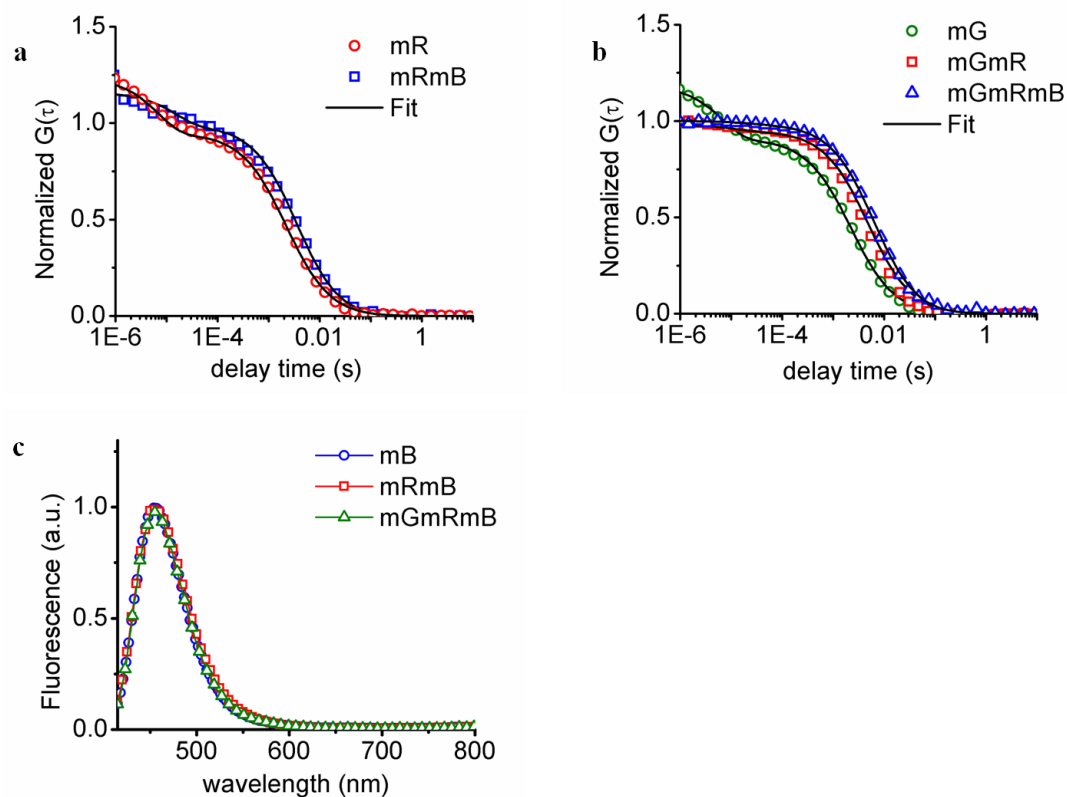 a
1.5
1.0
0.5
0.0
Normalized G(τ)
mR
mRmB
Fit
1E-6
1E-4
0.01
1
delay time (s)
b
1.5
1.0
0.5
0.0
Normalized G(τ)
mG
mGmR
mGmRmB
Fit
1E-6
1E-4
0.01
1
delay time (s)
c
1.0
0.5
0.0
Fluorescence (a.u.)
mB
mRmB
mGmRmB
500
600
700
800
wavelength (nm)